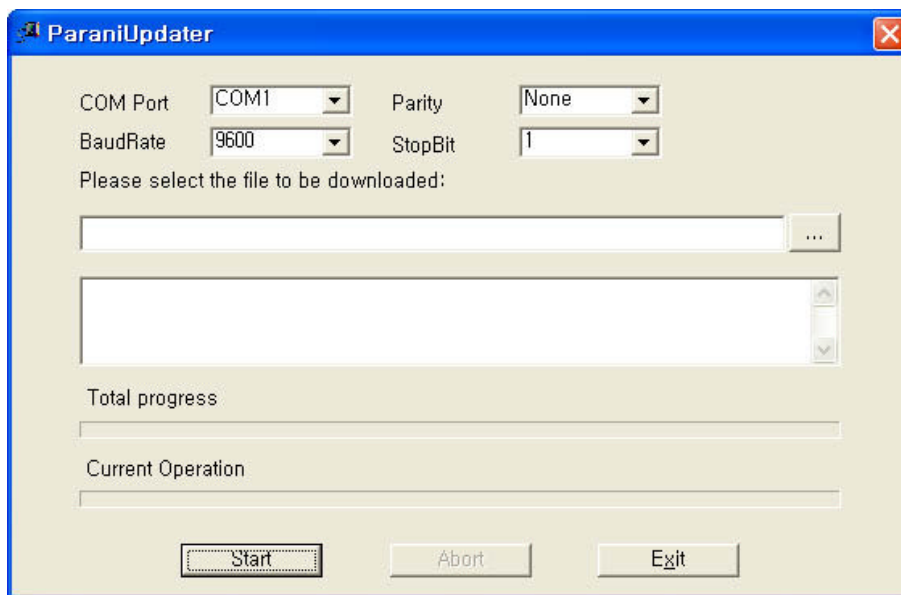 ParaniUpdater
COM Port COM1 Parity None
BaudRate 9600 StopBit 1
Please select the file to be downloaded:
...
Total progress
Current Operation
Start Abort Exit